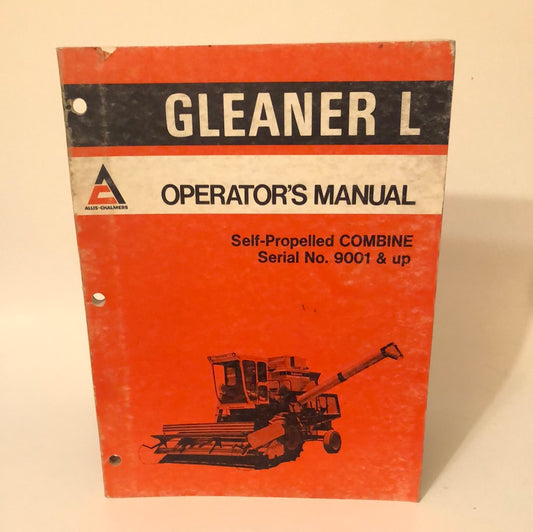 GLEANER L
ALLIS-CHALMERS
OPERATOR'S MANUAL
Self-Propelled COMBINE
Serial No. 9001 & up